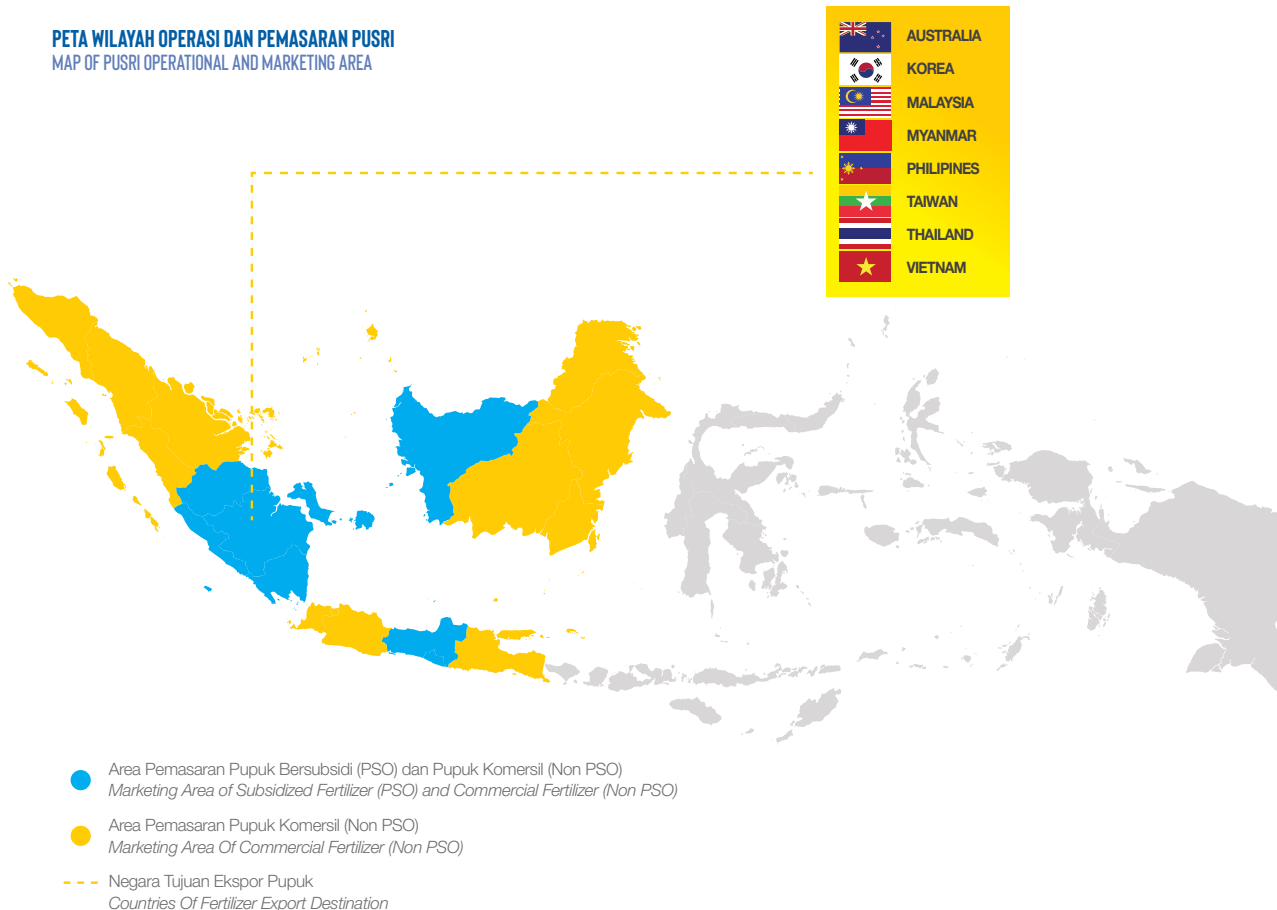 PETA WILAYAH OPERASI DAN PEMASARAN PUSRI
MAP OF PUSRI OPERATIONAL AND MARKETING AREA
AUSTRALIA
KOREA
MALAYSIA
MYANMAR
PHILIPINES
TAIWAN
THAILAND
VIETNAM
Area Pemasaran Pupuk Bersubsidi (PSO) dan Pupuk Komersil (Non PSO)
Marketing Area of Subsidized Fertilizer (PSO) and Commercial Fertilizer (Non PSO)
Area Pemasaran Pupuk Komersil (Non PSO)
Marketing Area Of Commercial Fertilizer (Non PSO)
Negara Tujuan Ekspor Pupuk
Countries Of Fertilizer Export Destination